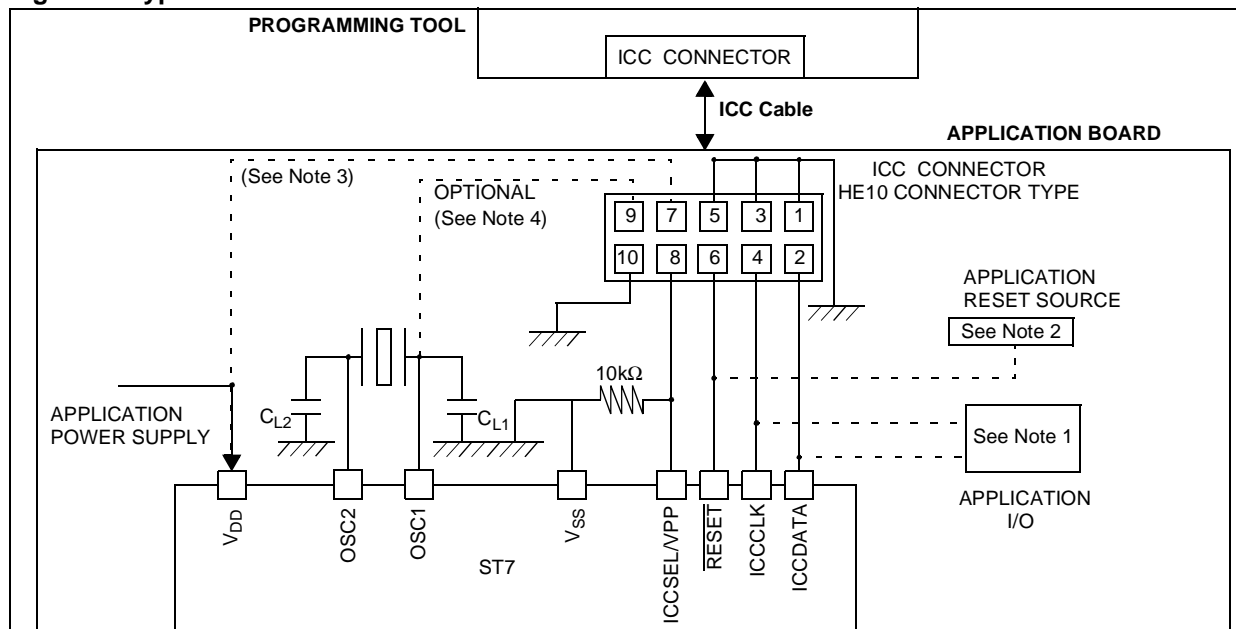 PROGRAMMING TOOL
ICC CONNECTOR
ICC Cable
APPLICATION BOARD
(See Note 3)
OPTIONAL
(See Note 4)
ICC CONNECTOR
HE10 CONNECTOR TYPE
9 7 5 3 1
10 8 6 4 2
APPLICATION
RESET SOURCE
See Note 2
10kΩ
APPLICATION
POWER SUPPLY
CL2
CL1
See Note 1
APPLICATION
I/O
VDD
OSC2
OSC1
VSS
ICCSEL/VPP
RESET
ICCCLK
ICCDATA
ST7